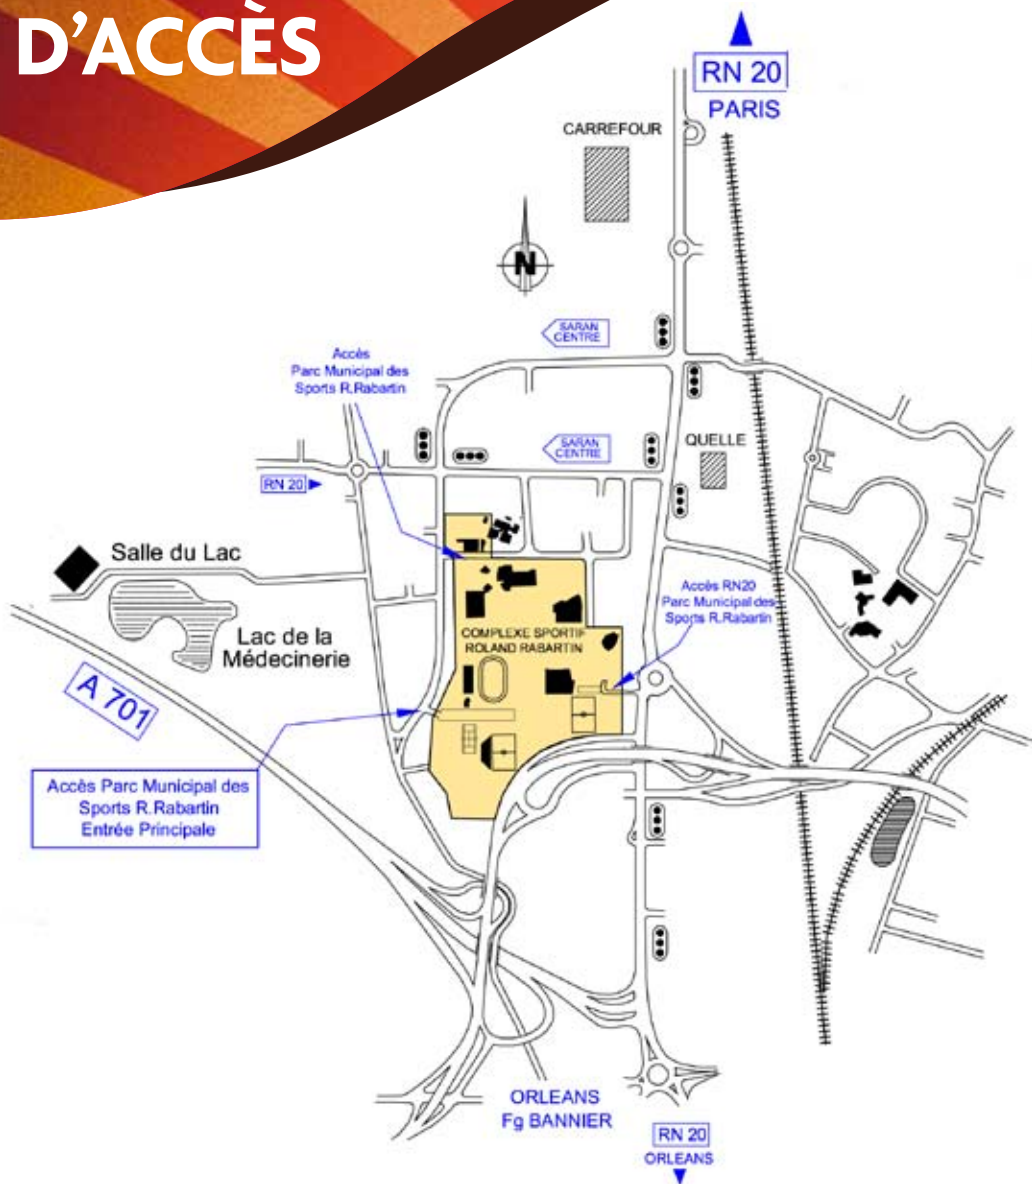 D'ACCÈS
RN 20
PARIS
CARREFOUR
N
SARAN
CENTRE
Accès
Parc Municipal des
Sports R.Rabartin
SARAN
CENTRE
QUELLE
RN 20
Salle du Lac
Accès RN20
Parc Municipal des
Sports R.Rabartin
Lac de la
Médecinerie
COMPLEXE SPORTIF
ROLAND RABARTIN
A 701
Accès Parc Municipal des
Sports R.Rabartin
Entrée Principale
ORLEANS
Fg BANNIER
RN 20
ORLEANS